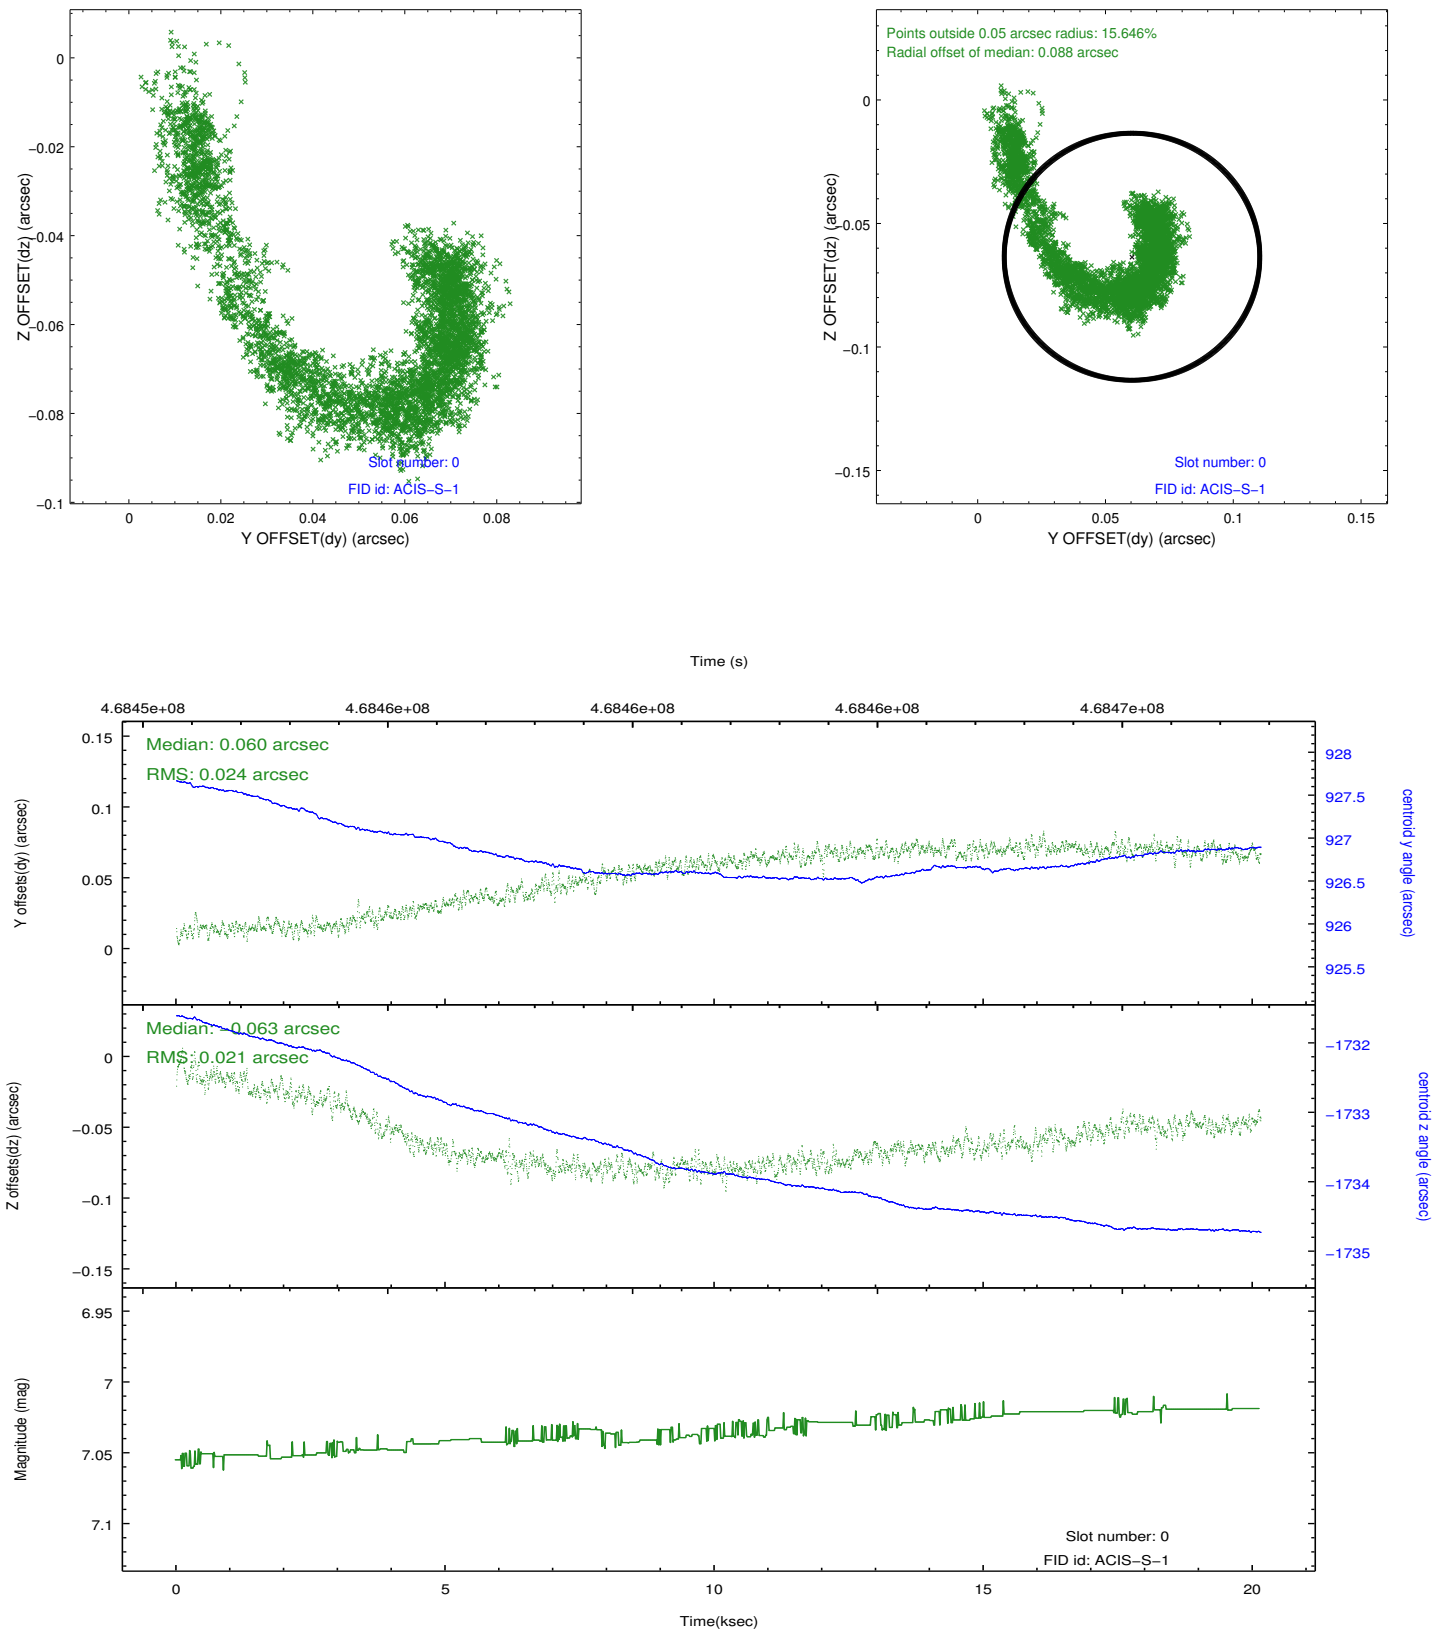 0
−0.02
−0.04
−0.06
−0.08
−0.1
Z OFFSET(dz) (arcsec)
Slot number: 0
FID id: ACIS−S−1
0
0.02
0.04
0.06
0.08
Y OFFSET(dy) (arcsec)
Points outside 0.05 arcsec radius: 15.646%
Radial offset of median: 0.088 arcsec
0
−0.05
−0.1
−0.15
Z OFFSET(dz) (arcsec)
Slot number: 0
FID id: ACIS−S−1
0
0.05
0.1
0.15
Y OFFSET(dy) (arcsec)
Time (s)
4.6845e+08
4.6846e+08
4.6846e+08
4.6846e+08
4.6847e+08
0.15
0.1
0.05
0
Y offsets(dy) (arcsec)
Median: 0.060 arcsec
RMS: 0.024 arcsec
928
927.5
927
926.5
926
925.5
centroid y angle (arcsec)
0
−0.05
−0.1
−0.15
Z offsets(dz) (arcsec)
Median: −0.063 arcsec
RMS: 0.021 arcsec
−1732
−1733
−1734
−1735
centroid z angle (arcsec)
6.95
7
7.05
7.1
Magnitude (mag)
Slot number: 0
FID id: ACIS−S−1
0
5
10
15
20
Time(ksec)